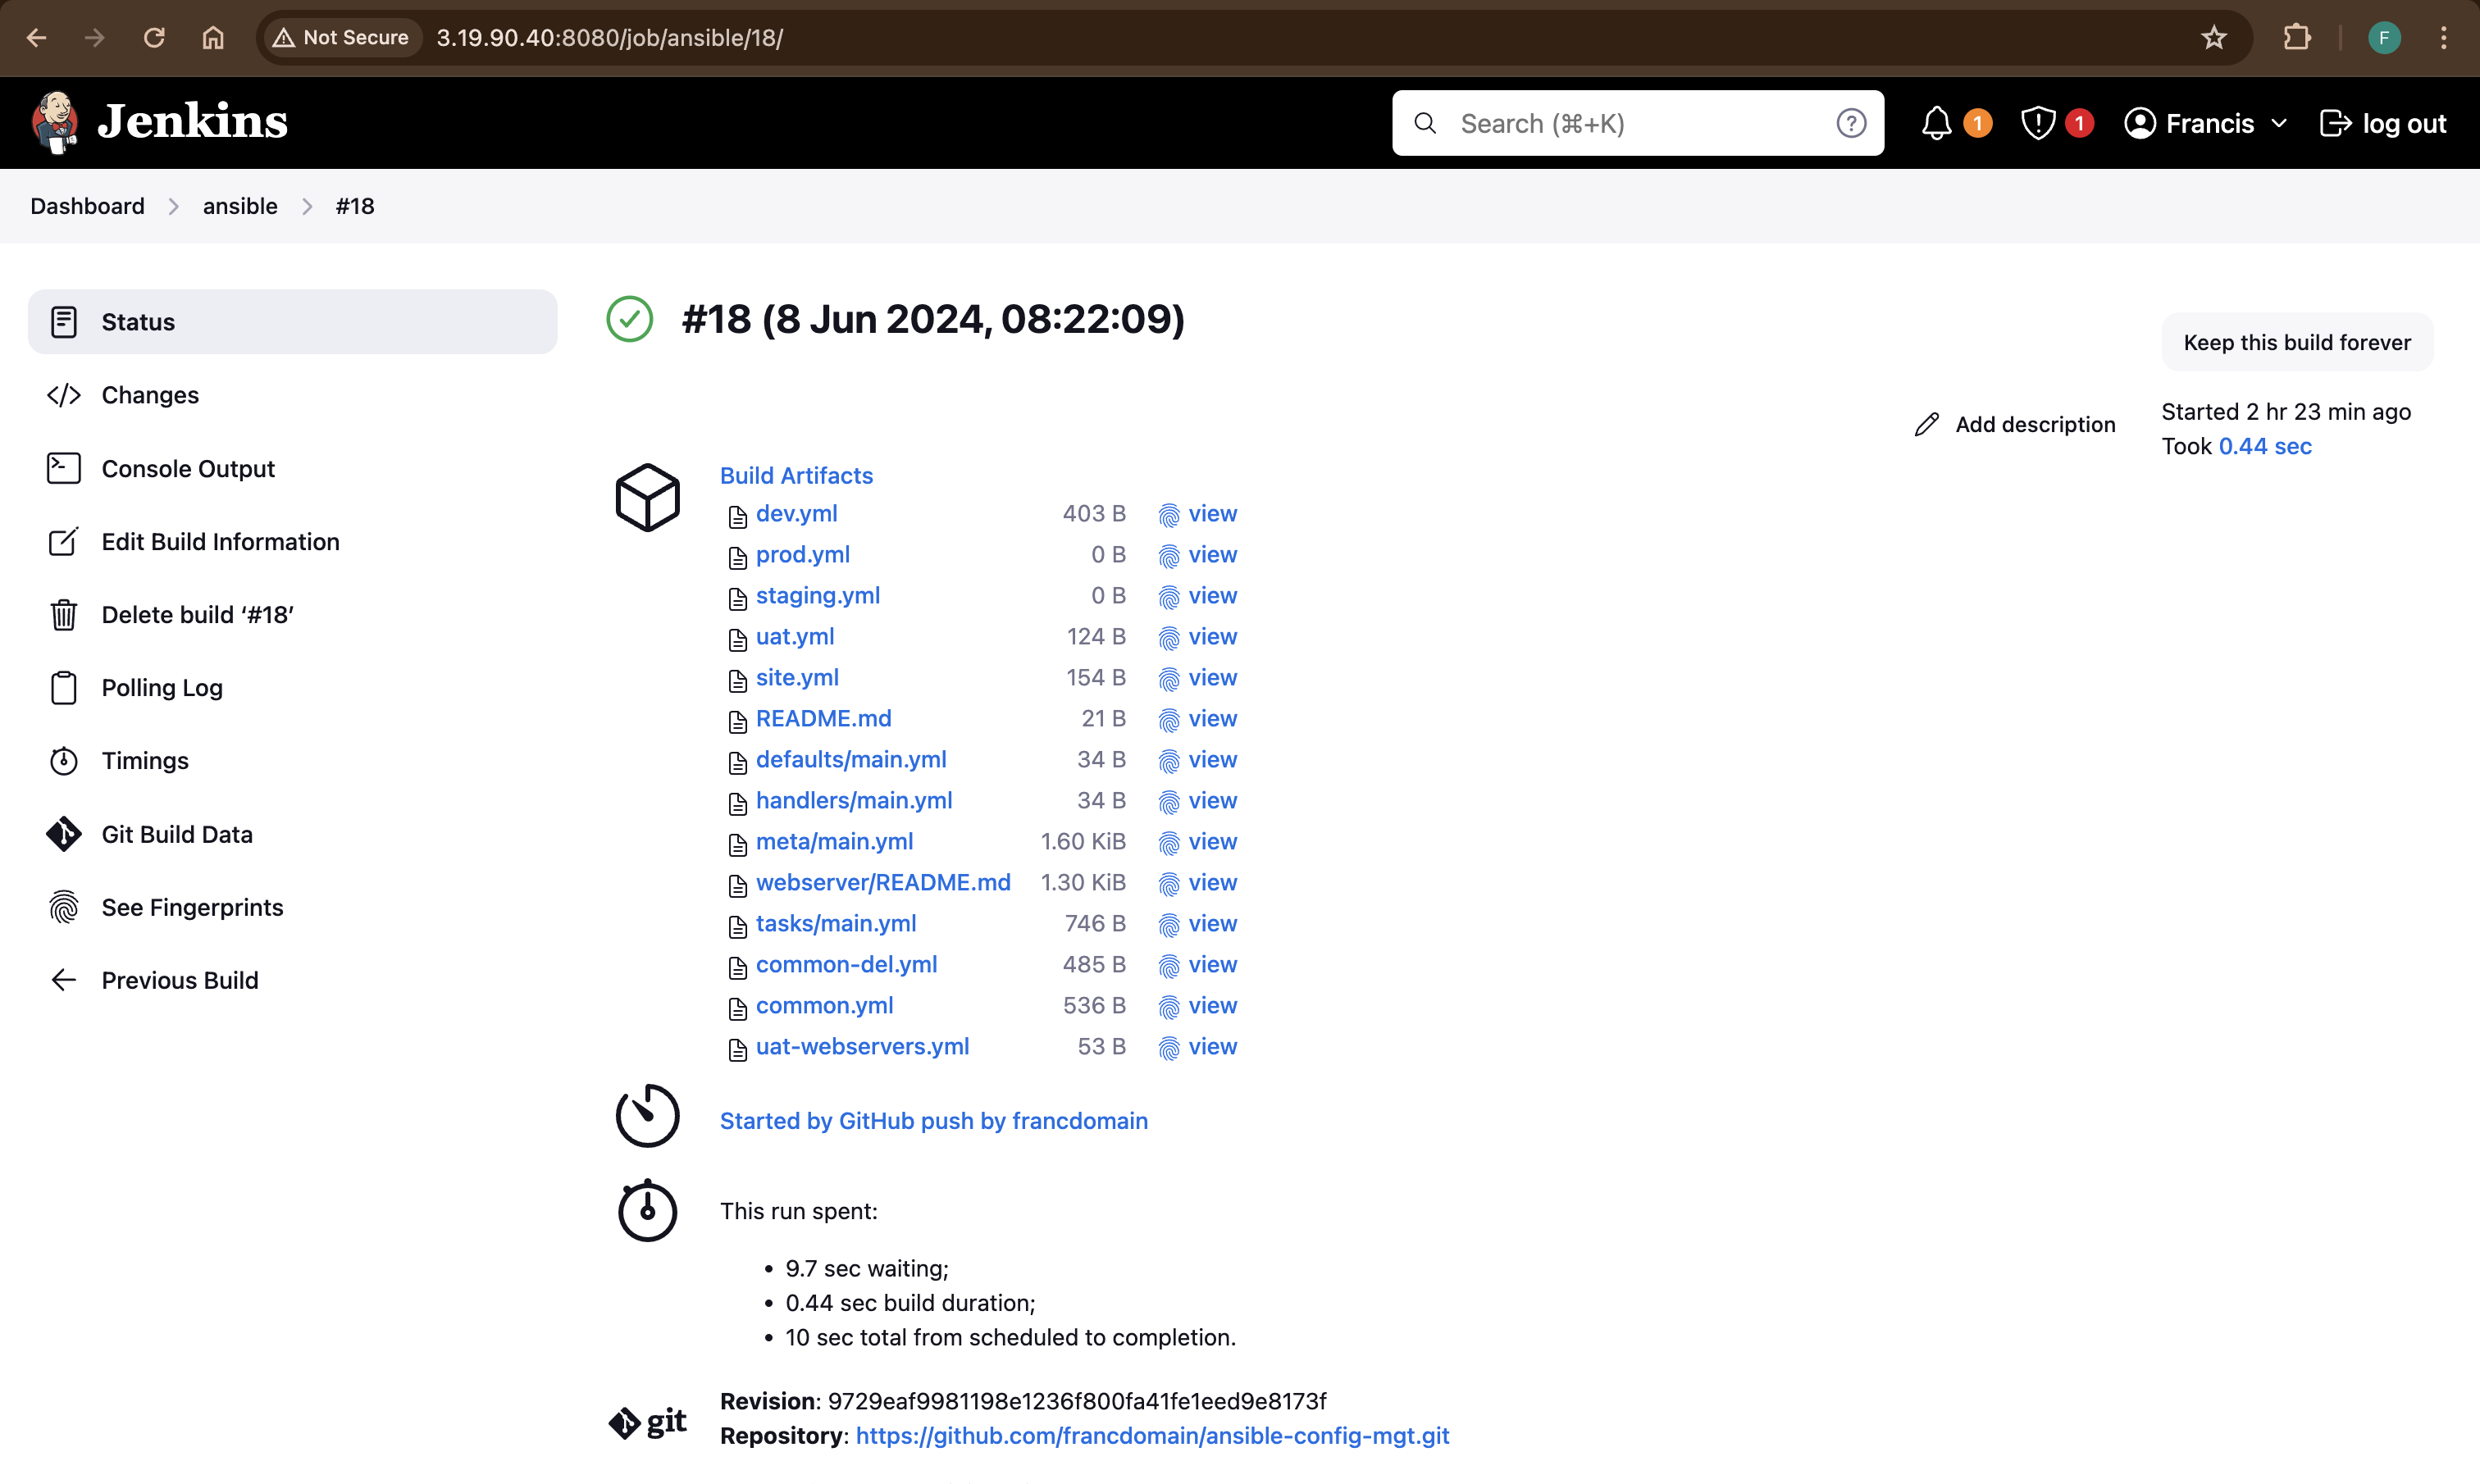 Not Secure 3.19.90.40:8080/job/ansible/18/ F
Jenkins Search (⌘+K) ? 1 1 Francis log out
Dashboard ansible #18
Status
Changes
Console Output
Edit Build Information
Delete build ‘#18’
Polling Log
Timings
Git Build Data
See Fingerprints
Previous Build
#18 (8 Jun 2024, 08:22:09)
Keep this build forever
Add description
Started 2 hr 23 min ago
Took 0.44 sec
Build Artifacts
dev.yml 403 B view
prod.yml 0 B view
staging.yml 0 B view
uat.yml 124 B view
site.yml 154 B view
README.md 21 B view
defaults/main.yml 34 B view
handlers/main.yml 34 B view
meta/main.yml 1.60 KiB view
webserver/README.md 1.30 KiB view
tasks/main.yml 746 B view
common-del.yml 485 B view
common.yml 536 B view
uat-webservers.yml 53 B view
Started by GitHub push by francdomain
This run spent:
• 9.7 sec waiting;
• 0.44 sec build duration;
• 10 sec total from scheduled to completion.
git
Revision: 9729eaf9981198e1236f800fa41fe1eed9e8173f
Repository: https://github.com/francdomain/ansible-config-mgt.git